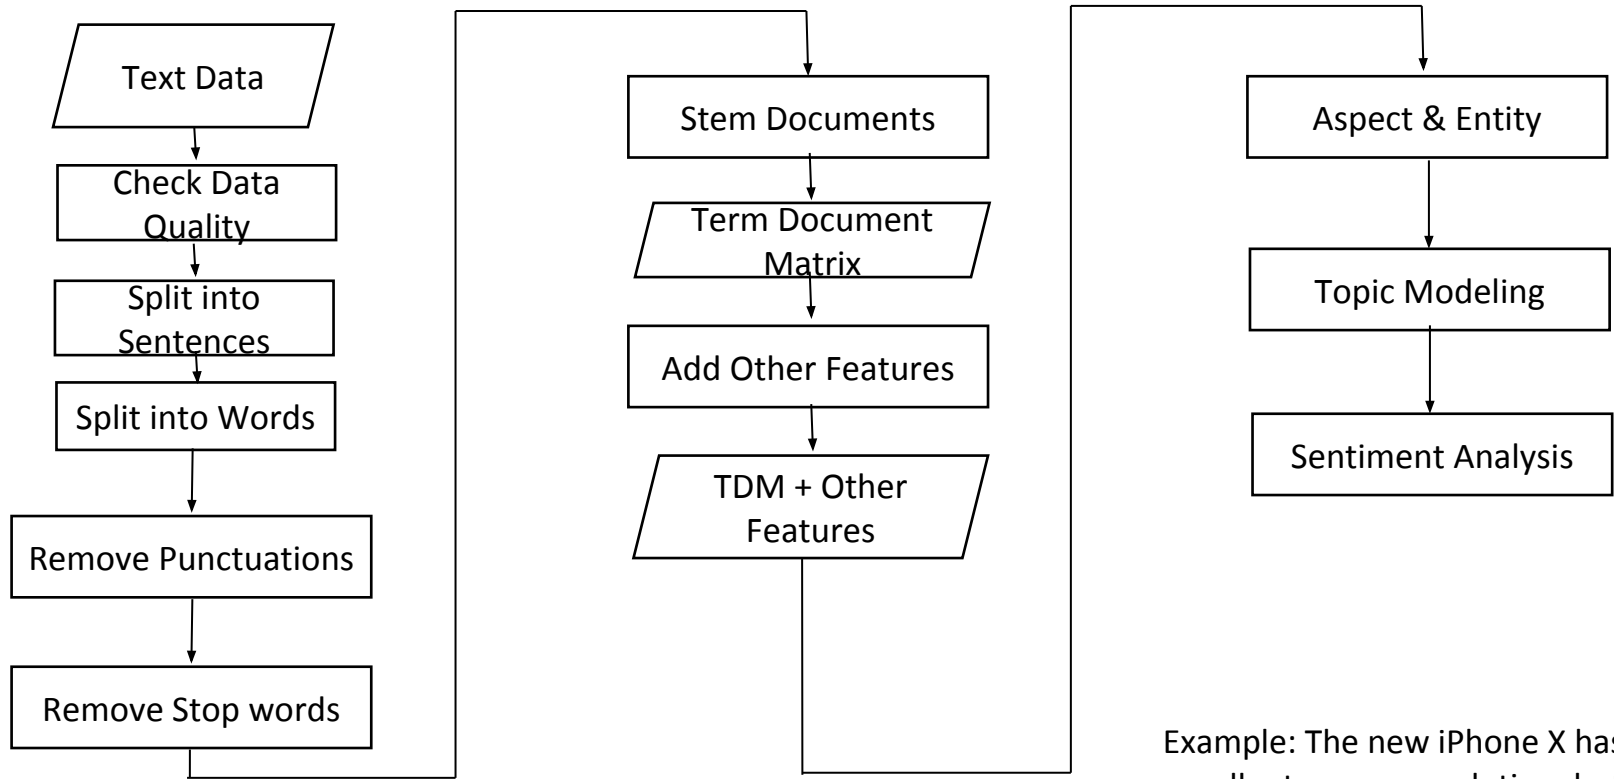 Text Data
Check Data
Quality
Split into
Sentences
Split into Words
Remove Punctuations
Remove Stop words
Stem Documents
Term Document
Matrix
Add Other Features
TDM + Other
Features
Aspect & Entity
Topic Modeling
Sentiment Analysis
Example: The new iPhone X has